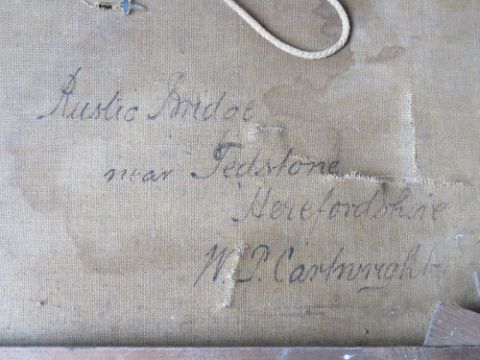 Rustic Bridge
near Tedstone
Herefordshire
W. P. Cartwright